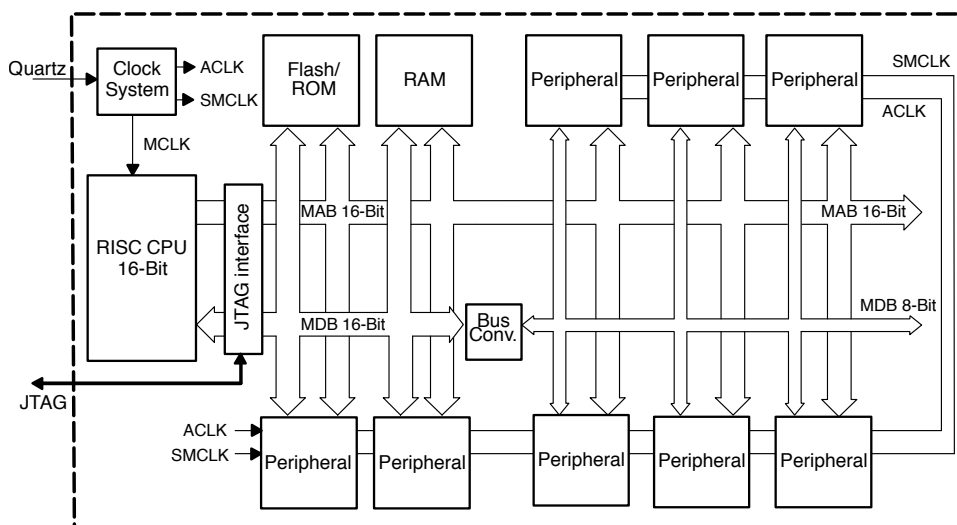 Quartz
Clock
System
ACLK
SMCLK
MCLK
Flash/
ROM
RAM
Peripheral
Peripheral
Peripheral
SMCLK
ACLK
RISC CPU
16-Bit
JTAG interface
MAB 16-Bit
MAB 16-Bit
MDB 16-Bit
Bus
Conv.
MDB 8-Bit
JTAG
ACLK
SMCLK
Peripheral
Peripheral
Peripheral
Peripheral
Peripheral